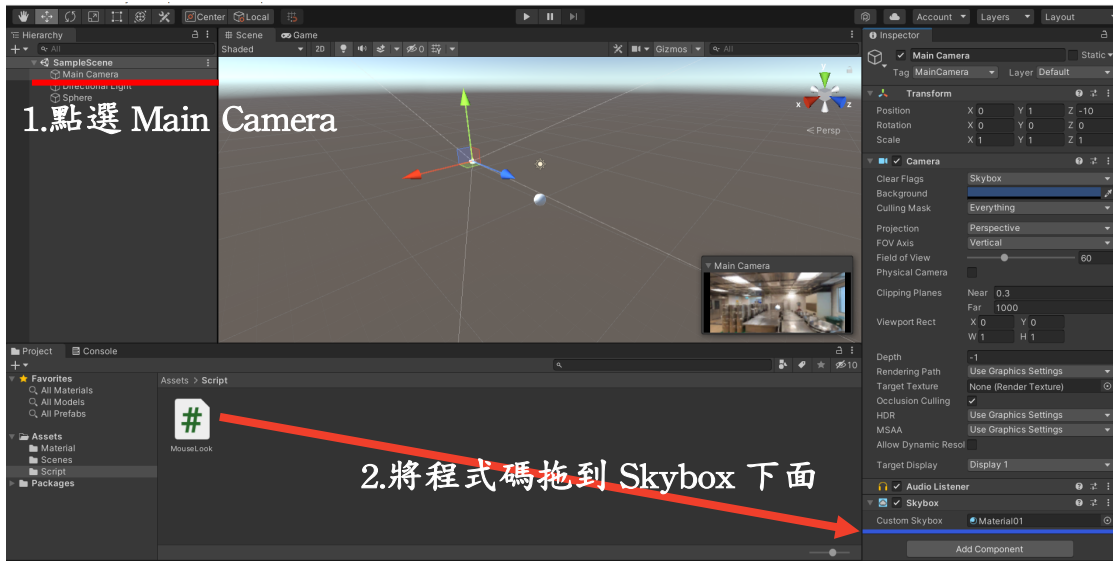 Center Local
Account Layers Layout
Hierarchy
All
SampleScene
Main Camera
Directional Light
Sphere
1.點選 Main Camera
Scene Game
Shaded 2D 0 Gizmos All
y
x z
Persp
Main Camera
Inspector
Main Camera Static
Tag MainCamera Layer Default
Transform
Position X 0 Y 1 Z -10
Rotation X 0 Y 0 Z 0
Scale X 1 Y 1 Z 1
Camera
Clear Flags Skybox
Background
Culling Mask Everything
Projection Perspective
FOV Axis Vertical
Field of View 60
Physical Camera
Clipping Planes Near 0.3
Far 1000
Viewport Rect X 0 Y 0
W 1 H 1
Depth -1
Rendering Path Use Graphics Settings
Target Texture None (Render Texture)
Occlusion Culling
HDR Use Graphics Settings
MSAA Use Graphics Settings
Allow Dynamic Resol
Target Display Display 1
Audio Listener
Skybox
Custom Skybox Material01
Add Component
Project Console
10
Favorites
All Materials
All Models
All Prefabs
Assets
Material
Scenes
Script
Packages
Assets > Script
#
MouseLook
2.將程式碼拖到 Skybox 下面